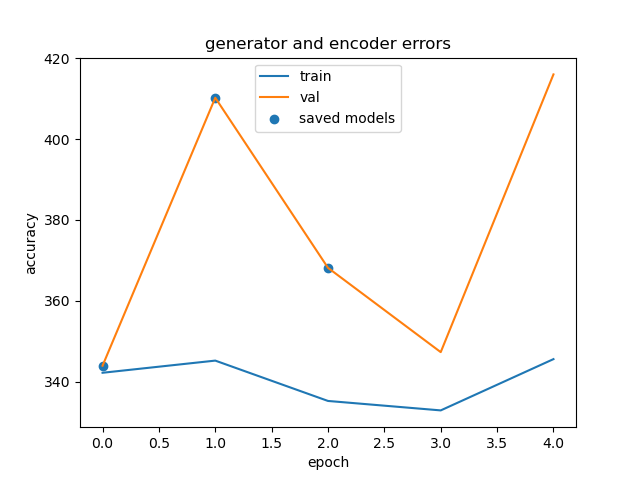 generator and encoder errors
train
val
saved models
accuracy
420
400
380
360
340
0.0 0.5 1.0 1.5 2.0 2.5 3.0 3.5 4.0
epoch